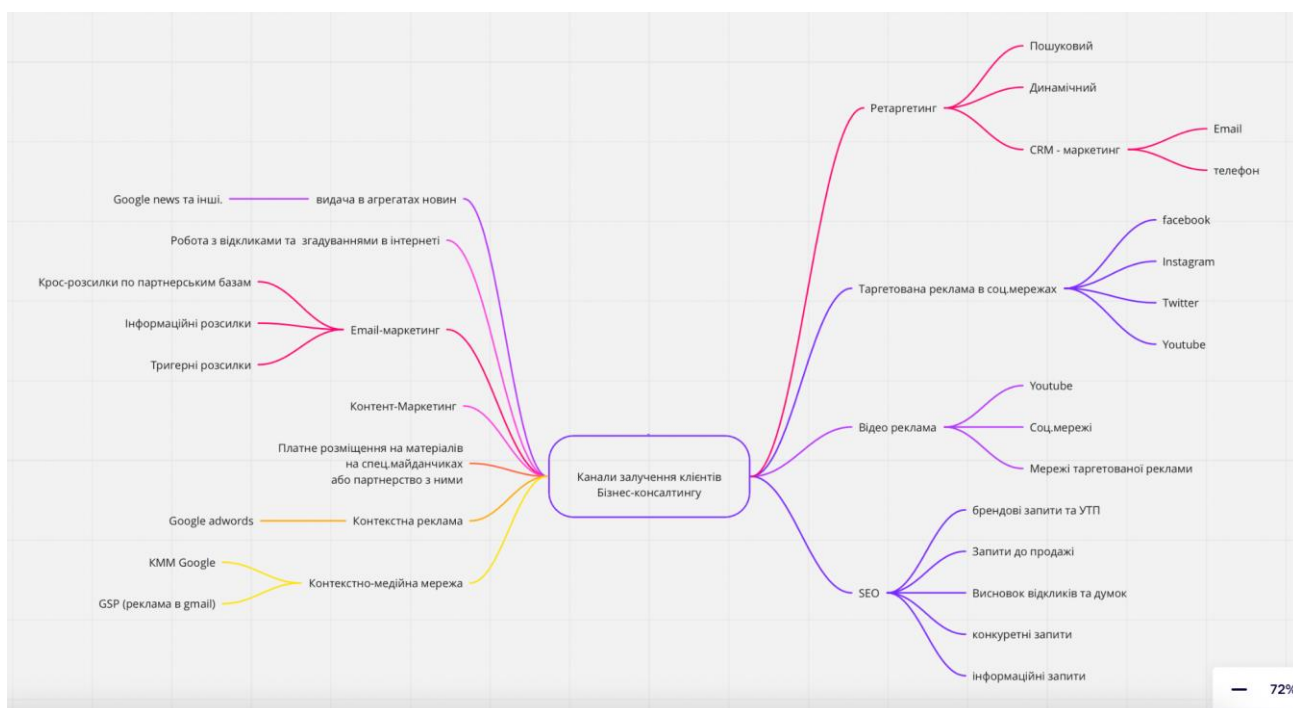 Пошуковий
Динамічний
Ретаргетинг
CRM - маркетинг
Email
телефон
Google news та інші.
видача в агрегатах новин
Робота з відкликами та згадуваннями в інтернеті
Крос-розсилки по партнерським базам
Інформаційні розсилки
Email-маркетинг
Тригерні розсилки
Контент-Маркетинг
Платне розміщення на матеріалів
на спец.майданчиках
або партнерство з ними
Google adwords
Контекстна реклама
КММ Google
Контекстно-медійна мережа
GSP (реклама в gmail)
Канали залучення клієнтів
Бізнес-консалтингу
facebook
Instagram
Таргетована реклама в соц.мережах
Twitter
Youtube
Youtube
Відео реклама
Соц.мережі
Мережі таргетованої реклами
брендові запити та УТП
Запити до продажі
SEO
Висновок відкликів та думок
конкуретні запити
інформаційні запити
72%